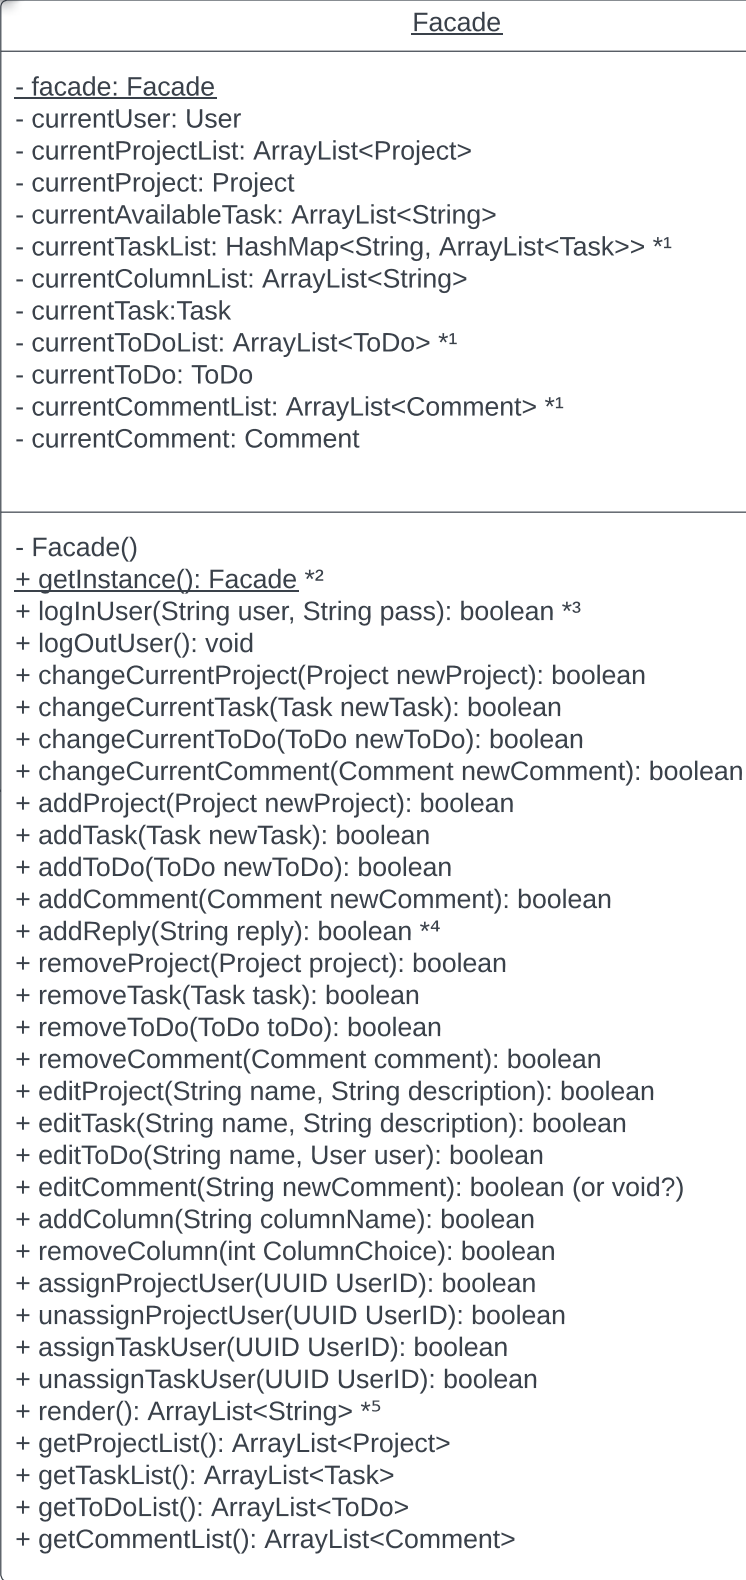 Facade
- facade: Facade
- currentUser: User
- currentProjectList: ArrayList<Project>
- currentProject: Project
- currentAvailableTask: ArrayList<String>
- currentTaskList: HashMap<String, ArrayList<Task>> *¹
- currentColumnList: ArrayList<String>
- currentTask:Task
- currentToDoList: ArrayList<ToDo> *¹
- currentToDo: ToDo
- currentCommentList: ArrayList<Comment> *¹
- currentComment: Comment
- Facade()
+ getInstance(): Facade *²
+ logInUser(String user, String pass): boolean *³
+ logOutUser(): void
+ changeCurrentProject(Project newProject): boolean
+ changeCurrentTask(Task newTask): boolean
+ changeCurrentToDo(ToDo newToDo): boolean
+ changeCurrentComment(Comment newComment): boolean
+ addProject(Project newProject): boolean
+ addTask(Task newTask): boolean
+ addToDo(ToDo newToDo): boolean
+ addComment(Comment newComment): boolean
+ addReply(String reply): boolean *⁴
+ removeProject(Project project): boolean
+ removeTask(Task task): boolean
+ removeToDo(ToDo toDo): boolean
+ removeComment(Comment comment): boolean
+ editProject(String name, String description): boolean
+ editTask(String name, String description): boolean
+ editToDo(String name, User user): boolean
+ editComment(String newComment): boolean (or void?)
+ addColumn(String columnName): boolean
+ removeColumn(int ColumnChoice): boolean
+ assignProjectUser(UUID UserID): boolean
+ unassignProjectUser(UUID UserID): boolean
+ assignTaskUser(UUID UserID): boolean
+ unassignTaskUser(UUID UserID): boolean
+ render(): ArrayList<String> *⁵
+ getProjectList(): ArrayList<Project>
+ getTaskList(): ArrayList<Task>
+ getToDoList(): ArrayList<ToDo>
+ getCommentList(): ArrayList<Comment>